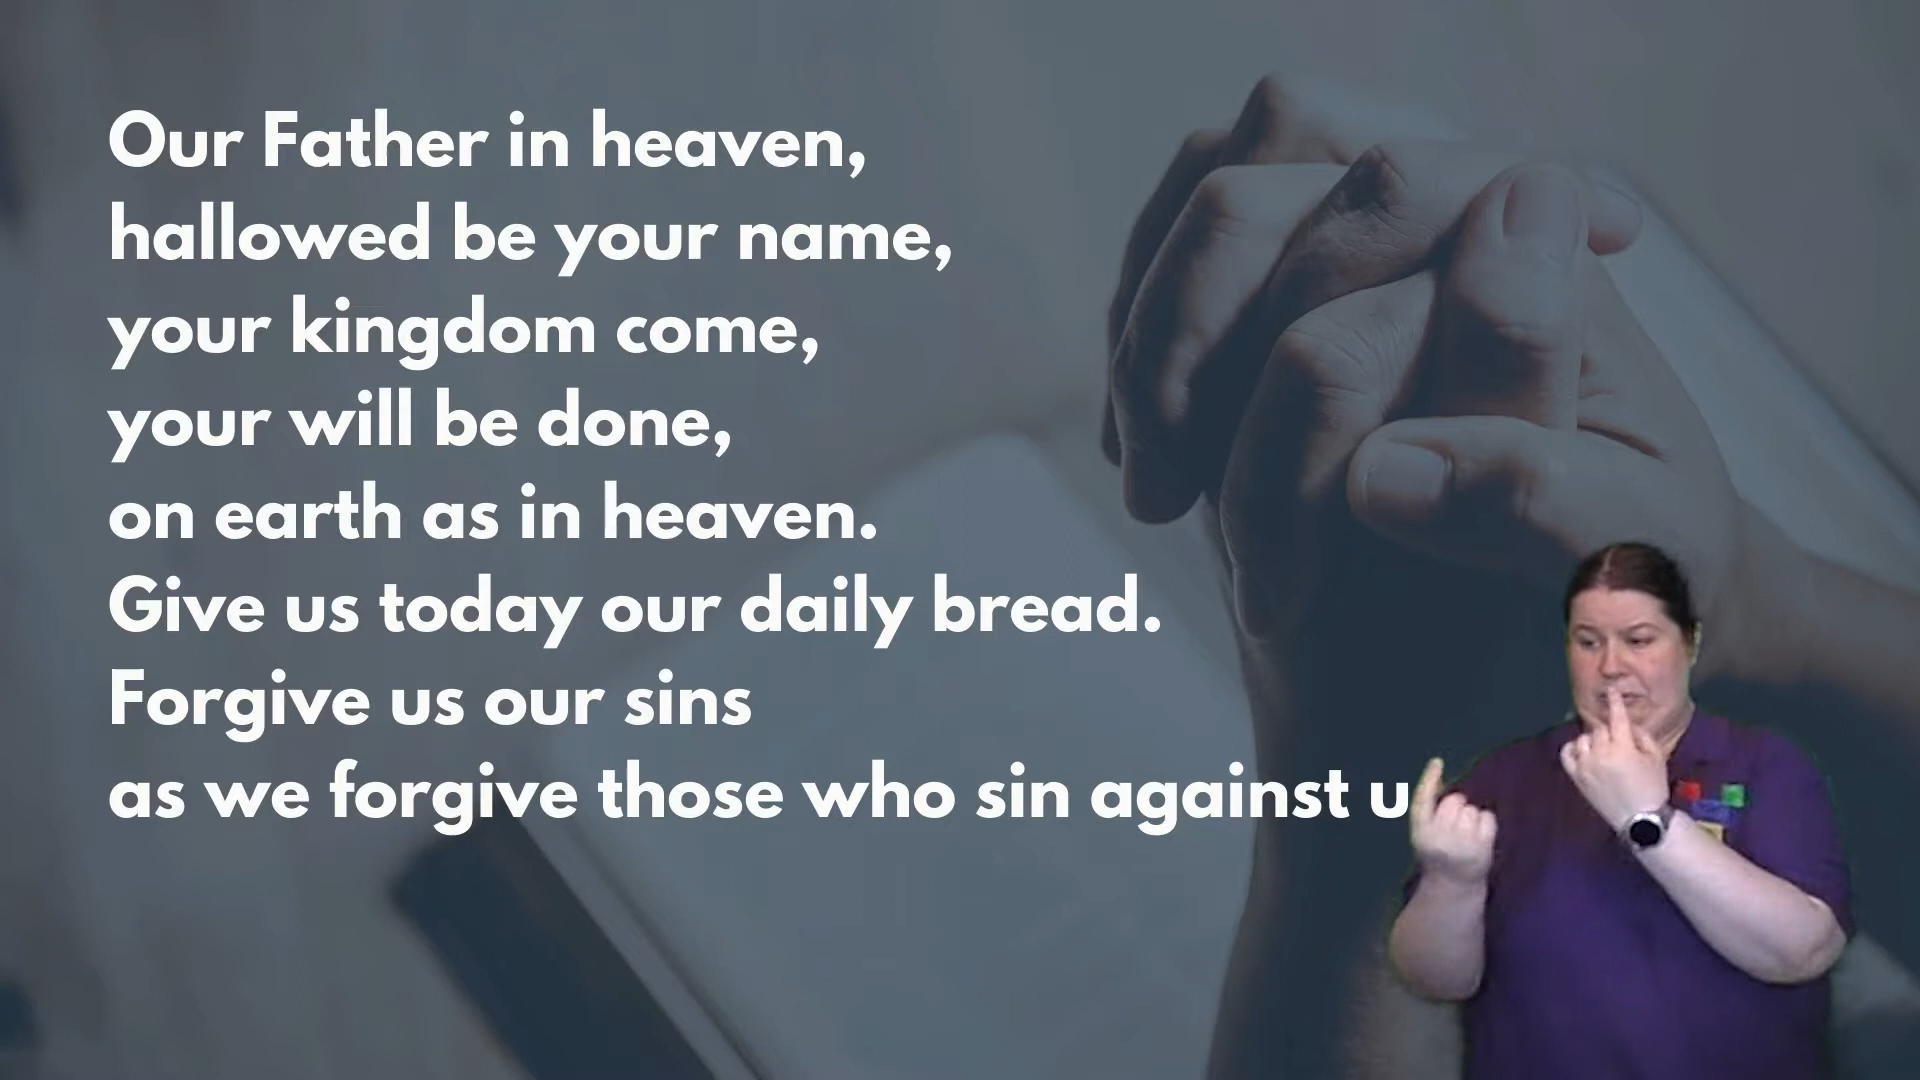 Our Father in heaven,
hallowed be your name,
your kingdom come,
your will be done,
on earth as in heaven.
Give us today our daily bread.
Forgive us our sins
as we forgive those who sin against u